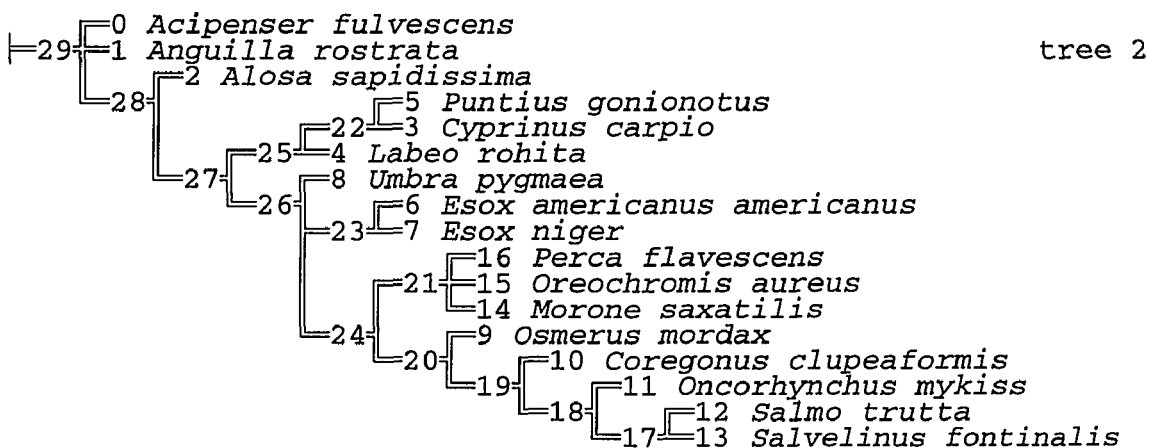 0 Acipenser fulvescens
29 1 Anguilla rostrata tree 2
2 Alosa sapidissima
28
5 Puntius gonionotus
22 3 Cyprinus carpio
25 4 Labeo rohita
27 8 Umbra pygmaea
26 6 Esox americanus americanus
23 7 Esox niger
16 Perca flavescens
21 15 Oreochromis aureus
14 Morone saxatilis
24 9 Osmerus mordax
20 10 Coregonus clupeaformis
19 11 Oncorhynchus mykiss
18 12 Salmo trutta
17 13 Salvelinus fontinalis